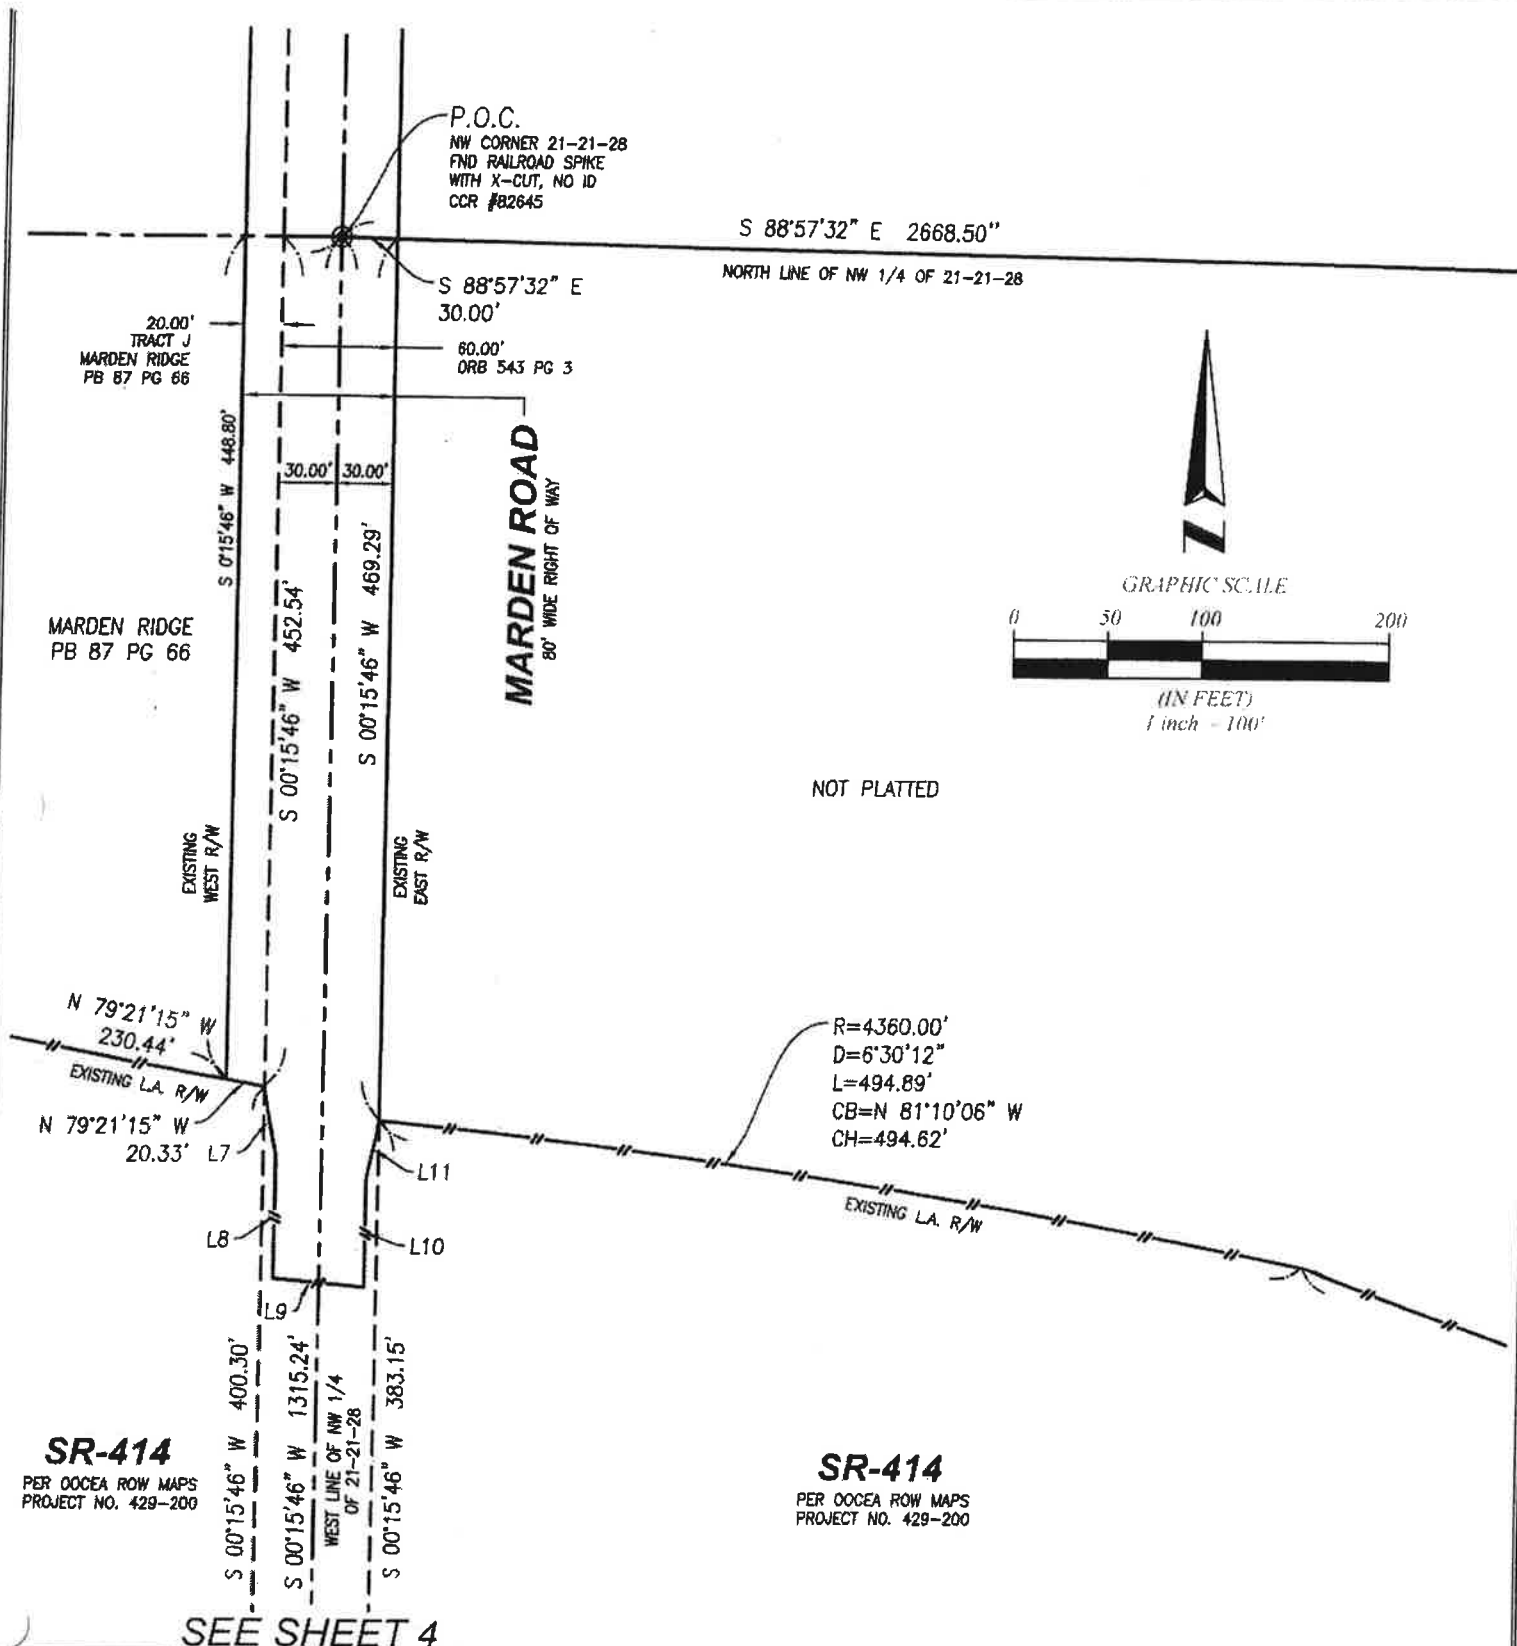 P.O.C.
NW CORNER 21-21-28
FND RAILROAD SPIKE
WITH X-CUT, NO ID
CCR #82645
S 88°57'32" E 2668.50"
NORTH LINE OF NW 1/4 OF 21-21-28
S 88°57'32" E
30.00'
20.00'
TRACT J
MARDEN RIDGE
PB 87 PG 66
60.00'
ORB 543 PG 3
S 0°15'46" W 448.80'
30.00'
30.00'
MARDEN ROAD
80' WIDE RIGHT OF WAY
S 00°15'46" W 452.54'
S 00°15'46" W 469.29'
MARDEN RIDGE
PB 87 PG 66
GRAPHIC SCALE
0 50 100 200
(IN FEET)
1 inch = 100'
NOT PLATTED
EXISTING
WEST R/W
EXISTING
EAST R/W
N 79°21'15" W
230.44'
EXISTING L.A. R/W
N 79°21'15" W
20.33'
L7
L11
R=4360.00'
D=6°30'12"
L=494.89'
CB=N 81°10'06" W
CH=494.62'
EXISTING L.A. R/W
L8
L10
L9
S 00°15'46" W 400.30'
S 00°15'46" W 1315.24'
WEST LINE OF NW 1/4
OF 21-21-28
S 00°15'46" W 383.15'
SR-414
PER OOCEA ROW MAPS
PROJECT NO. 429-200
SR-414
PER OOCEA ROW MAPS
PROJECT NO. 429-200
SEE SHEET 4